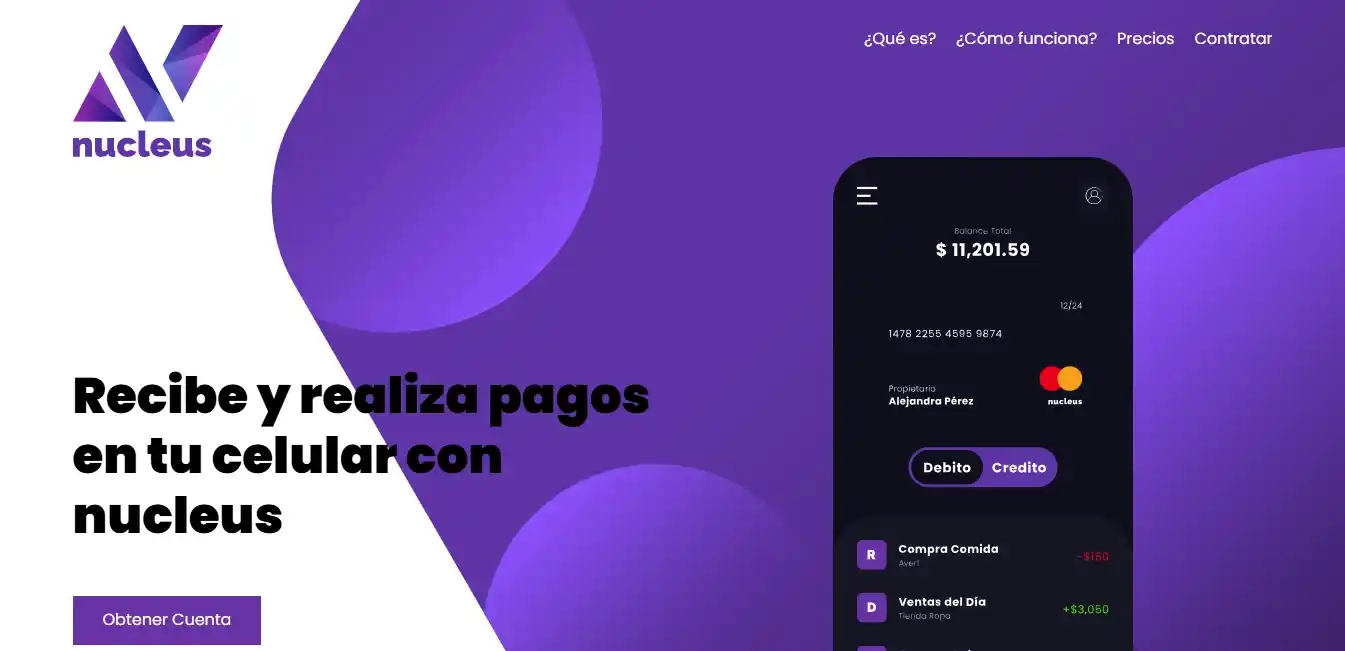 nucleus
¿Qué es? ¿Cómo funciona? Precios Contratar
Recibe y realiza pagos
en tu celular con
nucleus
Obtener Cuenta
Balance Total
$ 11,201.59
12/24
1478 2255 4595 9874
Propietario
Alejandra Pérez
nucleus
Debito Credito
R Compra Comida -$150
Aver1
D Ventas del Día +$3,050
Tienda Ropa